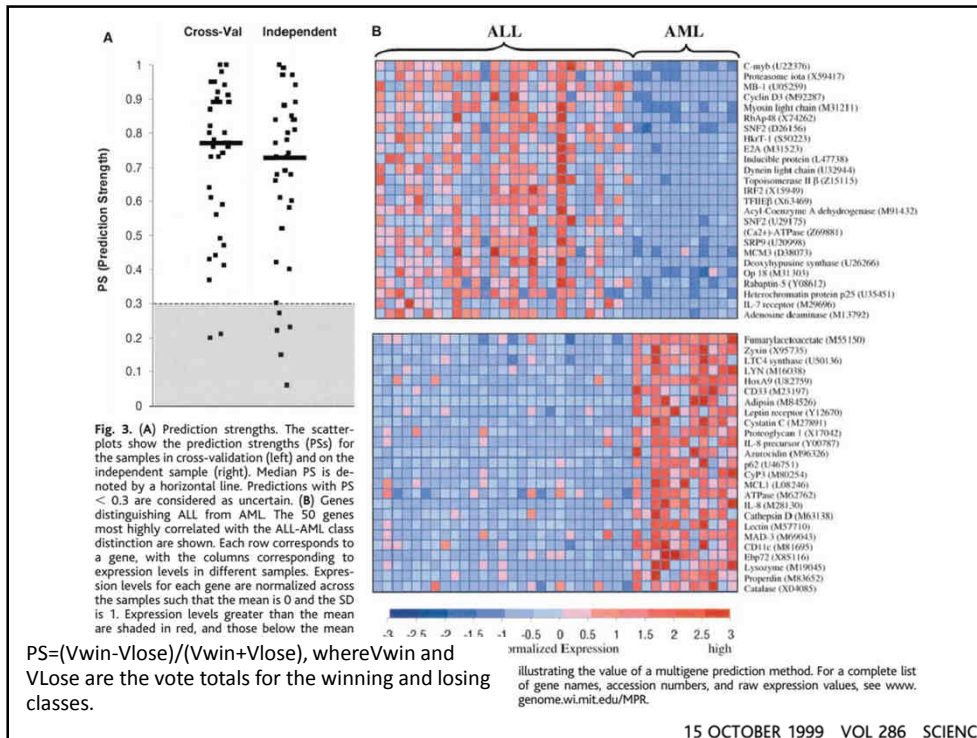 A
Cross-Val Independent
PS (Prediction Strength)
1
0.9
0.8
0.7
0.6
0.5
0.4
0.3
0.2
0.1
0
Fig. 3. (A) Prediction strengths. The scatter-
plots show the prediction strengths (PSs) for
the samples in cross-validation (left) and on the
independent sample (right). Median PS is de-
noted by a horizontal line. Predictions with PS
< 0.3 are considered as uncertain. (B) Genes
distinguishing ALL from AML. The 50 genes
most highly correlated with the ALL-AML class
distinction are shown. Each row corresponds to
a gene, with the columns corresponding to
expression levels in different samples. Expres-
sion levels for each gene are normalized across
the samples such that the mean is 0 and the SD
is 1. Expression levels greater than the mean
are shaded in red, and those below the mean
B
ALL AML
C-myb (U22376)
Proteasome iota (X59417)
MB-1 (U05259)
Cyclin D3 (M92287)
Myosin light chain (M31211)
RbAp48 (X74262)
SNF2 (D26156)
HkrT-1 (S50223)
E2A (M31523)
Inducible protein (L47738)
Dynein light chain (U32944)
Topoisomerase II β (Z15115)
IRF2 (X15949)
TFIIEβ (X63469)
Acyl-Coenzyme A dehydrogenase (M91432)
SNF2 (U29175)
(Ca2+)-ATPase (Z69881)
SRP9 (U20998)
MCM3 (D38073)
Deoxyhypusine synthase (U26266)
Op 18 (M31303)
Rabaptin-5 (Y08612)
Heterochromatin protein p25 (U35451)
IL-7 receptor (M29696)
Adenosine deaminase (M13792)
Fumarylacetoacetate (M55150)
Zyxin (X95735)
LTC4 synthase (U50136)
LYN (M16038)
HoxA9 (U82759)
CD33 (M23197)
Adipsin (M84526)
Leptin receptor (Y12670)
Cystatin C (M27891)
Proteoglycan 1 (X17042)
IL-8 precursor (Y00787)
Azurocidin (M96326)
p62 (U46751)
CyP3 (M80254)
MCL1 (L08246)
ATPase (M62762)
IL-8 (M28130)
Cathepsin D (M63138)
Lectin (M57710)
MAD-3 (M69043)
CD11c (M81695)
Ebp72 (X85116)
Lysozyme (M19045)
Properdin (M83652)
Catalase (X04085)
-3 -2.5 -2 -1.5 -1 -0.5 0 0.5 1 1.5 2 2.5 3
ormalized Expression high
PS=(Vwin-Vlose)/(Vwin+Vlose), whereVwin and
VLose are the vote totals for the winning and losing
classes.
illustrating the value of a multigene prediction method. For a complete list
of gene names, accession numbers, and raw expression values, see www.
genome.wi.mit.edu/MPR.
15 OCTOBER 1999 VOL 286 SCIENC